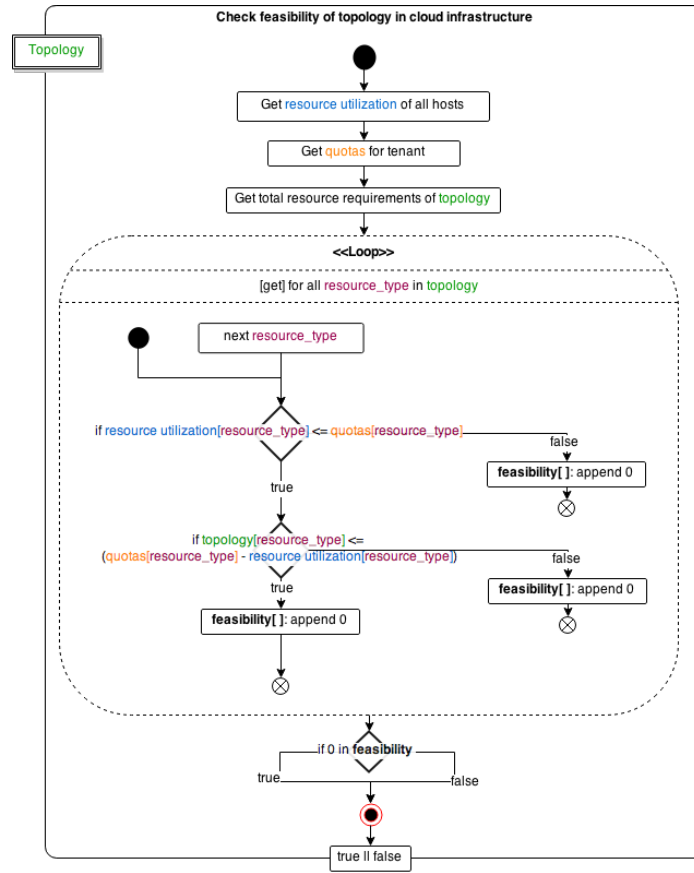 Check feasibility of topology in cloud infrastructure
Topology
Get resource utilization of all hosts
Get quotas for tenant
Get total resource requirements of topology
<<Loop>>
[get] for all resource_type in topology
next resource_type
if resource utilization[resource_type] <= quotas[resource_type]
false
feasibility[ ]: append 0
true
if topology[resource_type] <=
(quotas[resource_type] - resource utilization[resource_type])
false
feasibility[ ]: append 0
true
feasibility[ ]: append 0
if 0 in feasibility
true
false
true || false